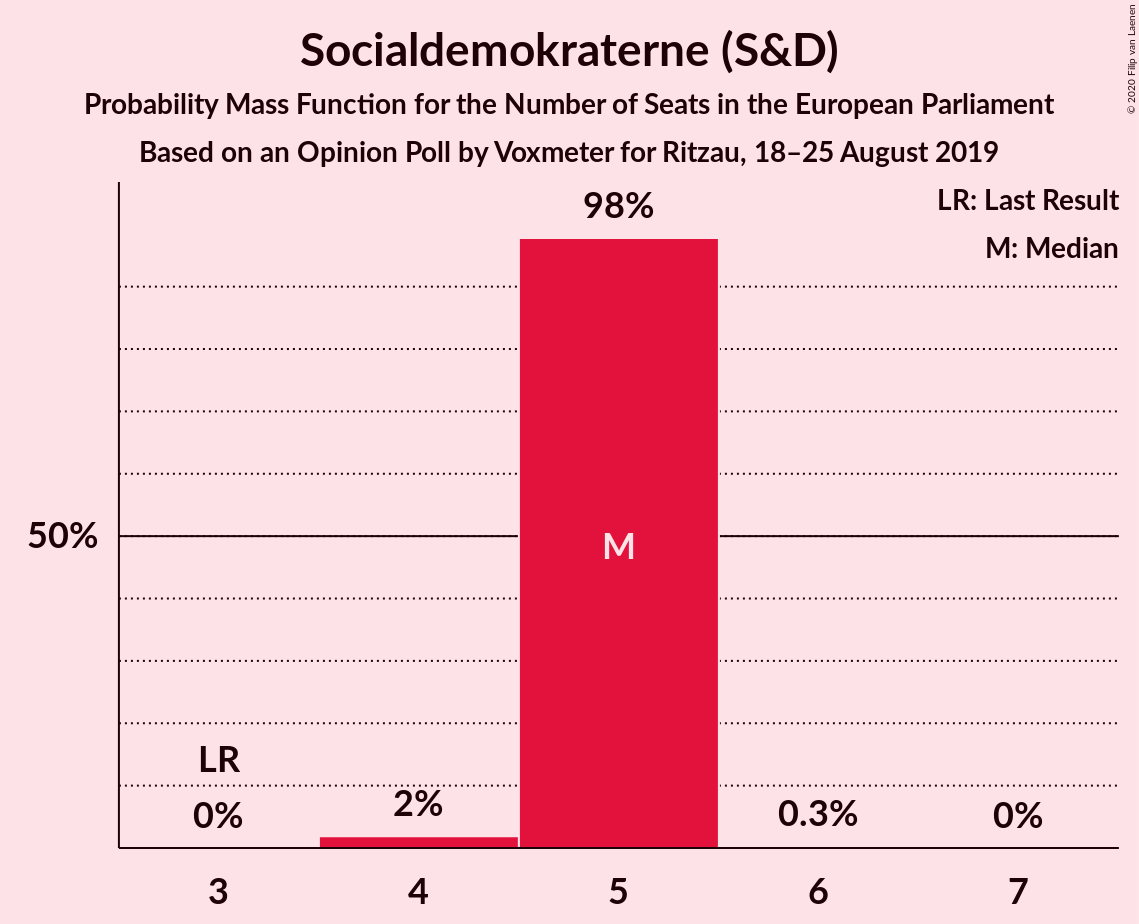 Socialdemokraterne (S&D)
Probability Mass Function for the Number of Seats in the European Parliament
Based on an Opinion Poll by Voxmeter for Ritzau, 18–25 August 2019
© 2020 Filip van Laenen
LR: Last Result
M: Median
98%
50%
M
LR
0%
2%
0.3%
0%
3
4
5
6
7